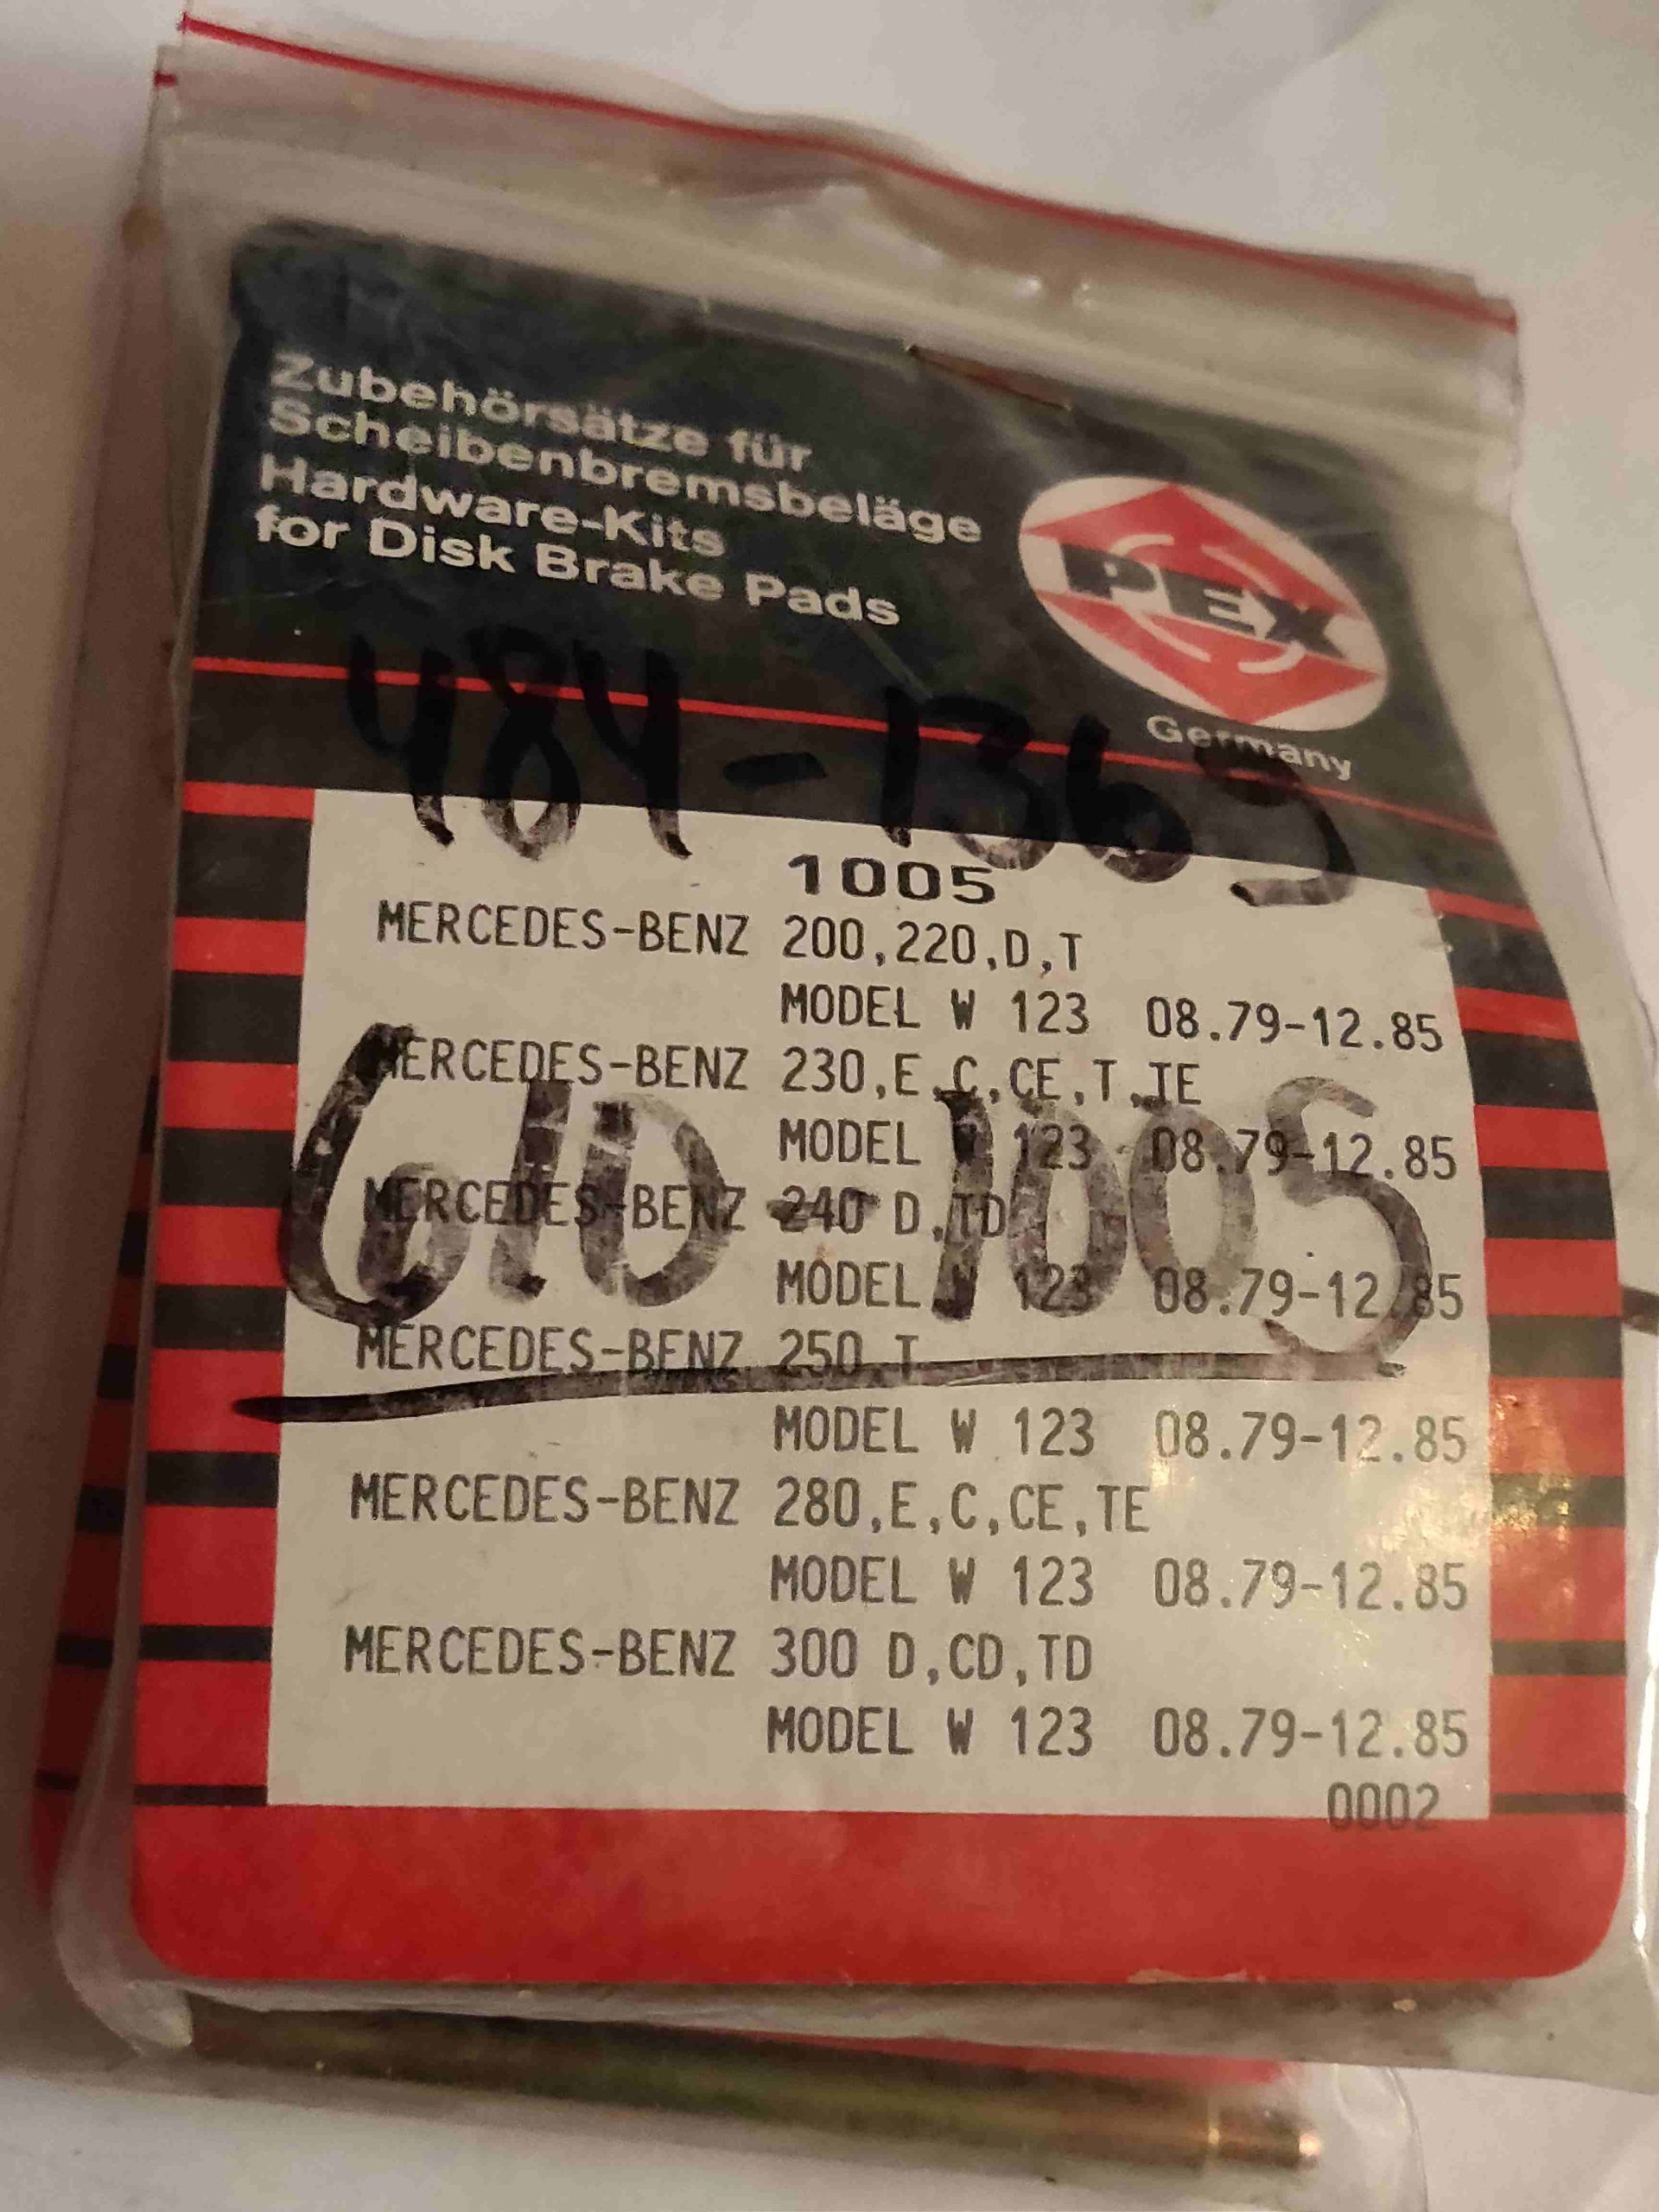 Zubehörsätze für
Scheibenbremsbeläge
Hardware-Kits
for Disk Brake Pads
PEX
Germany
484-1365
1005
MERCEDES-BENZ 200,220,D,T
MODEL W 123 08.79-12.85
MERCEDES-BENZ 230,E,C,CE,T,TE
MODEL W 123 08.79-12.85
610-1005
MERCEDES-BENZ 240 D,TD
MODEL W 123 08.79-12.85
MERCEDES-BENZ 250 T
MODEL W 123 08.79-12.85
MERCEDES-BENZ 280,E,C,CE,TE
MODEL W 123 08.79-12.85
MERCEDES-BENZ 300 D,CD,TD
MODEL W 123 08.79-12.85
0002